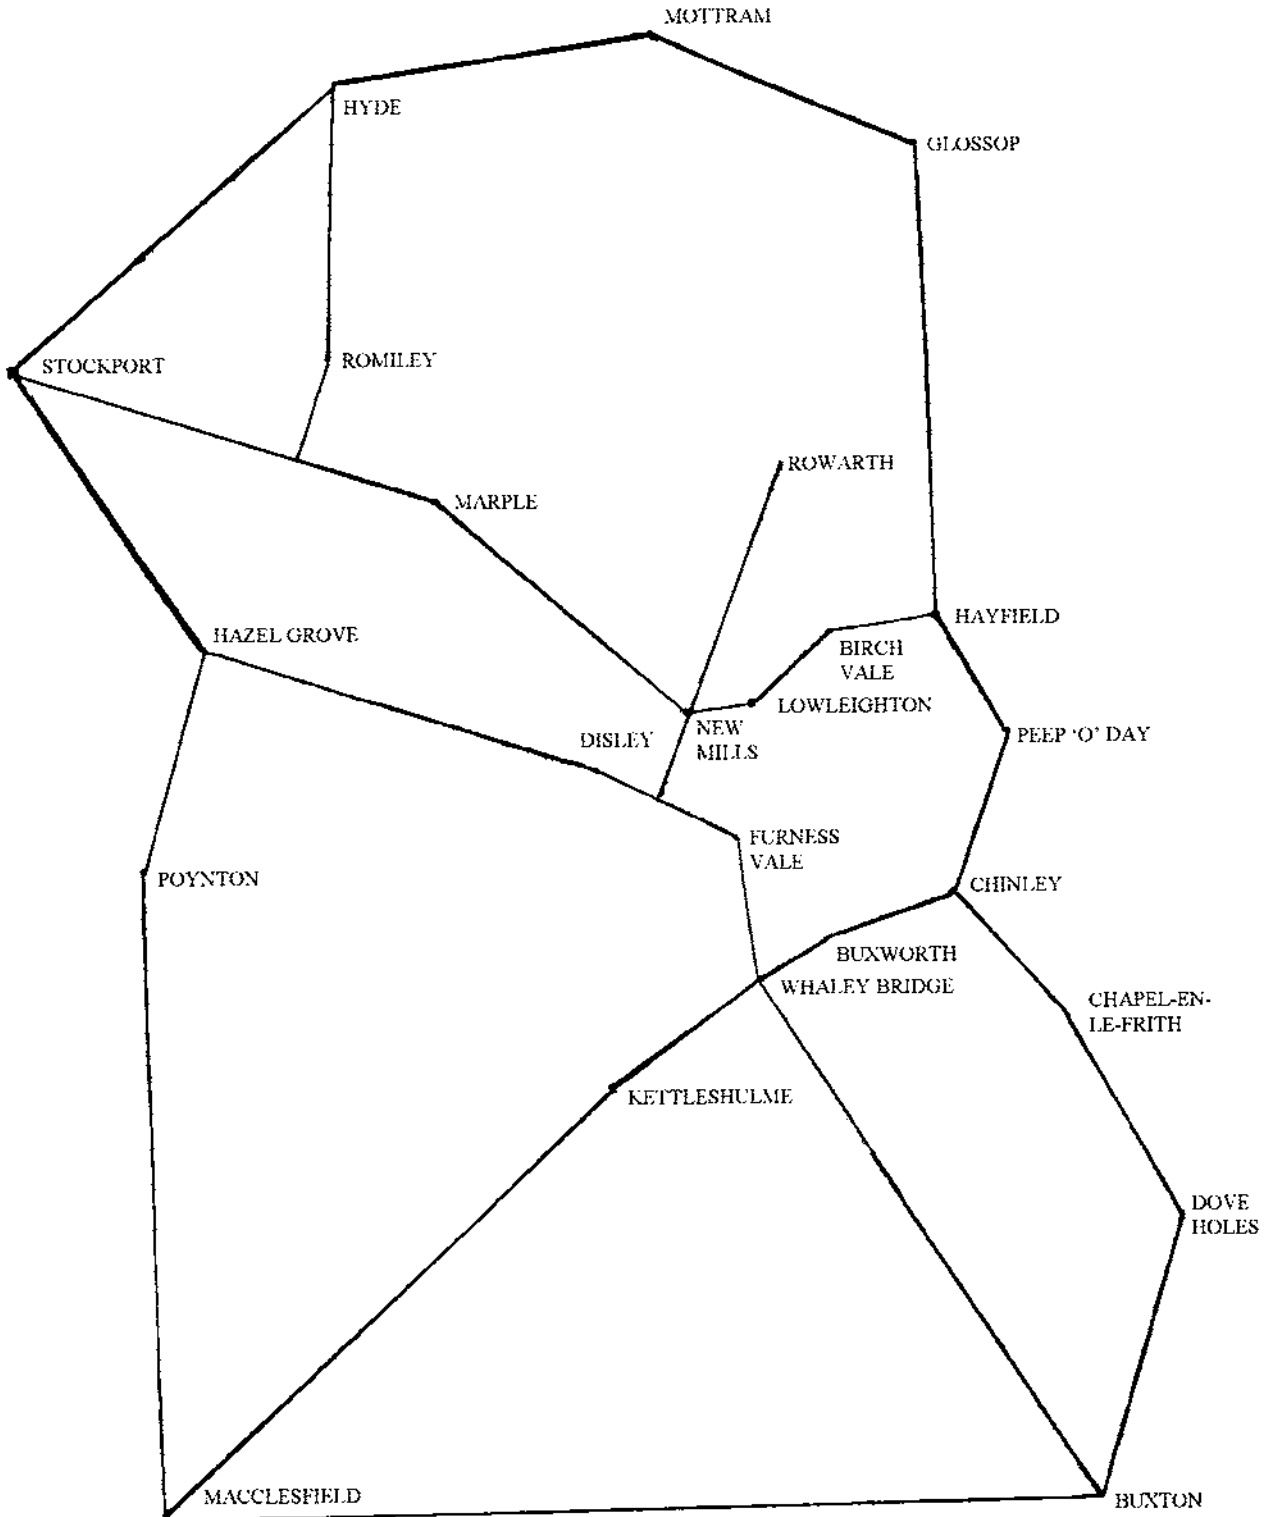 MOTTRAM
HYDE
GLOSSOP
STOCKPORT
ROMILEY
ROWARTH
MARPLE
HAYFIELD
HAZEL GROVE
BIRCH
VALE
LOWLEIGHTON
NEW
MILLS
DISLEY
PEEP ‘O’ DAY
FURNESS
VALE
POYNTON
CHINLEY
BUXWORTH
WHALEY BRIDGE
CHAPEL-EN-
LE-FRITH
KETTLESHULME
DOVE
HOLES
MACCLESFIELD
BUXTON